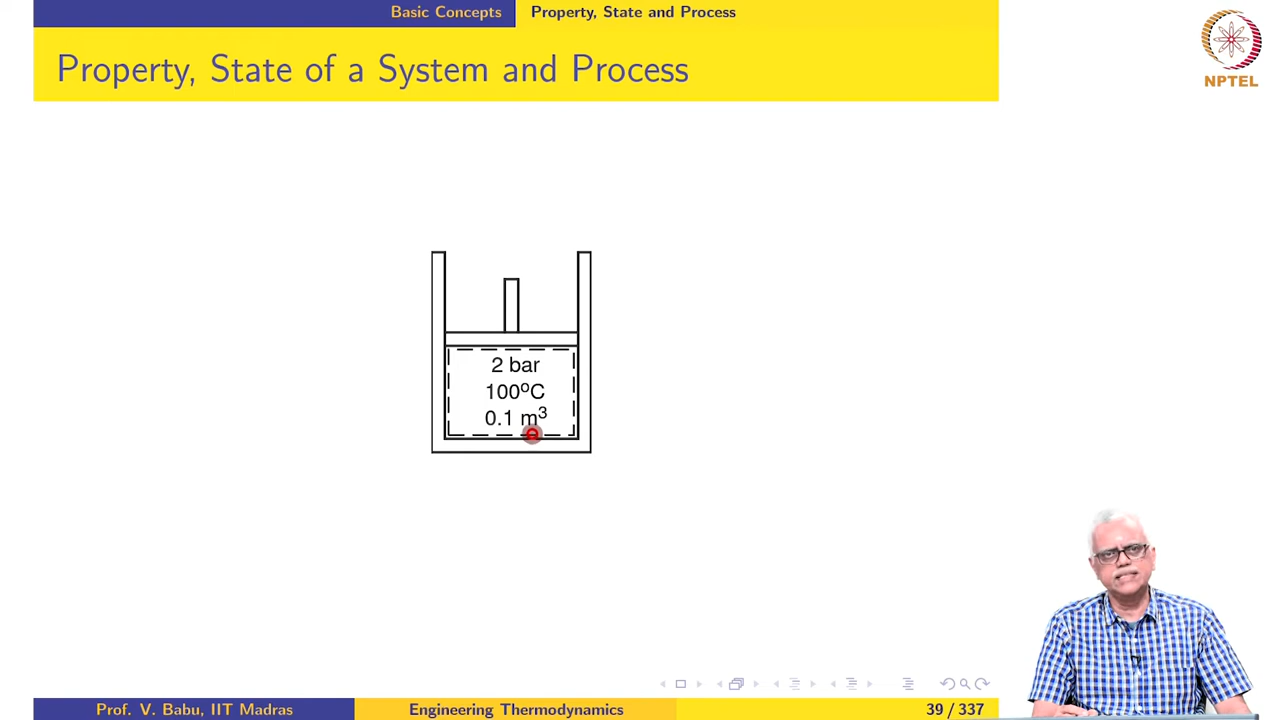 Basic Concepts Property, State and Process
Property, State of a System and Process
NPTEL
2 bar
100°C
0.1 m³
Prof. V. Babu, IIT Madras Engineering Thermodynamics 39 / 337